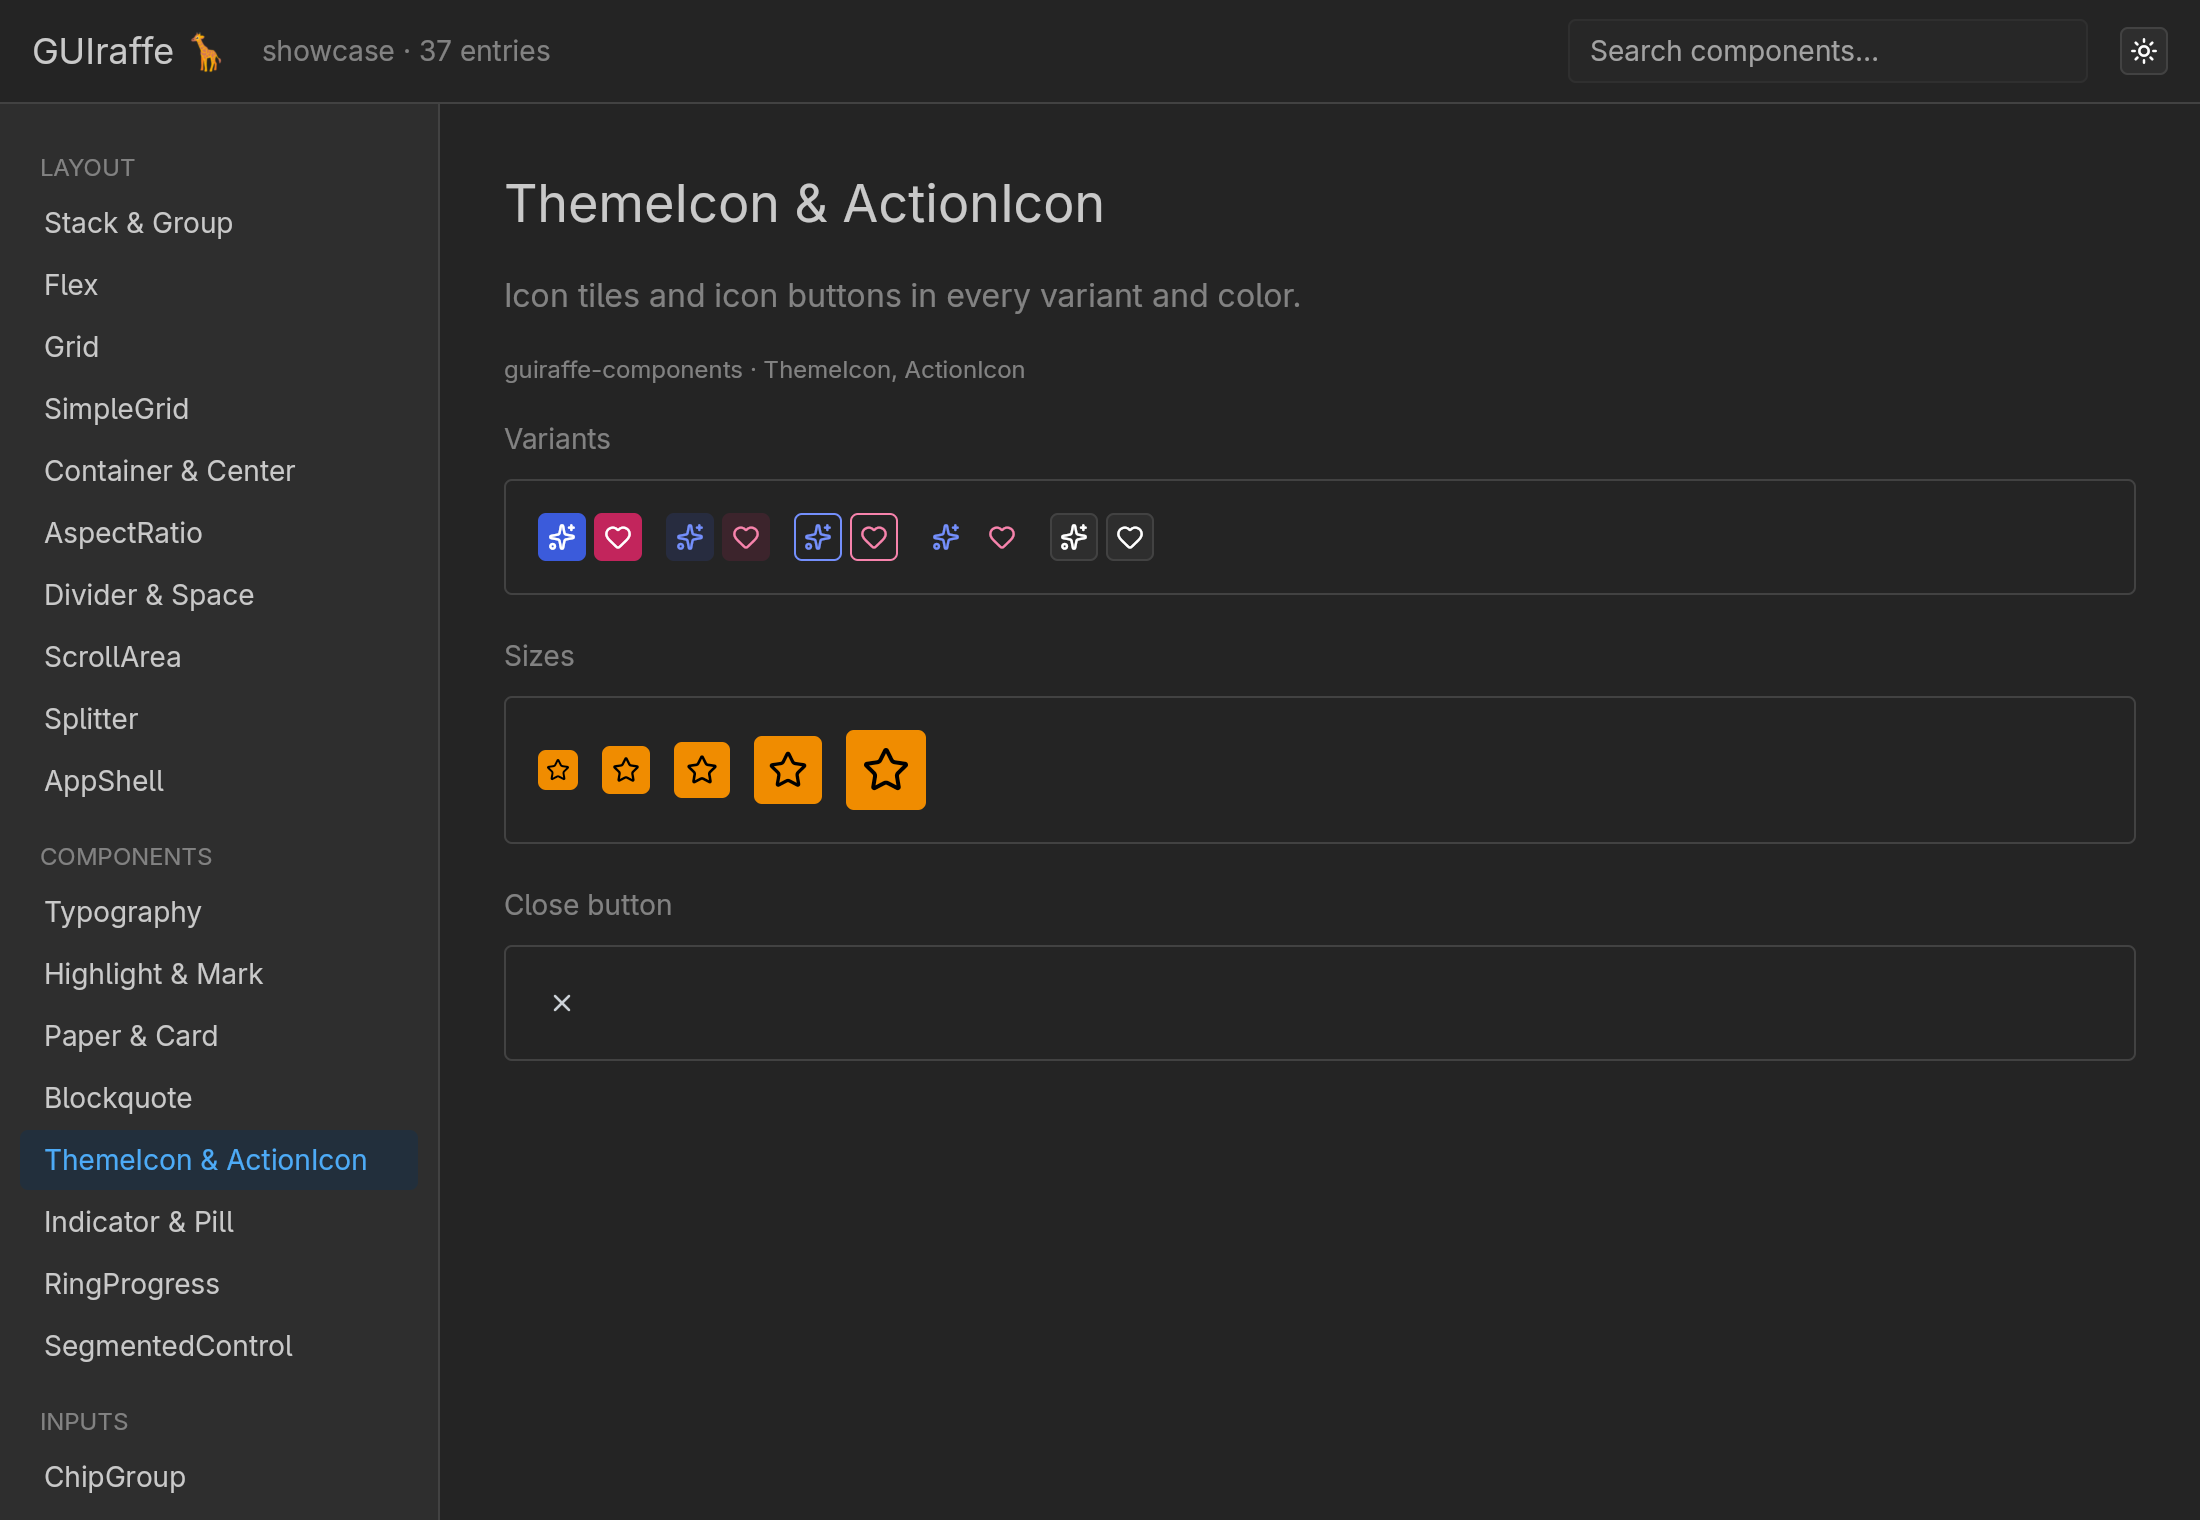 GUIraffe 🦒
showcase · 37 entries
Search components...
LAYOUT
Stack & Group
Flex
Grid
SimpleGrid
Container & Center
AspectRatio
Divider & Space
ScrollArea
Splitter
AppShell
COMPONENTS
Typography
Highlight & Mark
Paper & Card
Blockquote
ThemeIcon & ActionIcon
Indicator & Pill
RingProgress
SegmentedControl
INPUTS
ChipGroup
ThemeIcon & ActionIcon
Icon tiles and icon buttons in every variant and color.
guiraffe-components · ThemeIcon, ActionIcon
Variants
Sizes
Close button